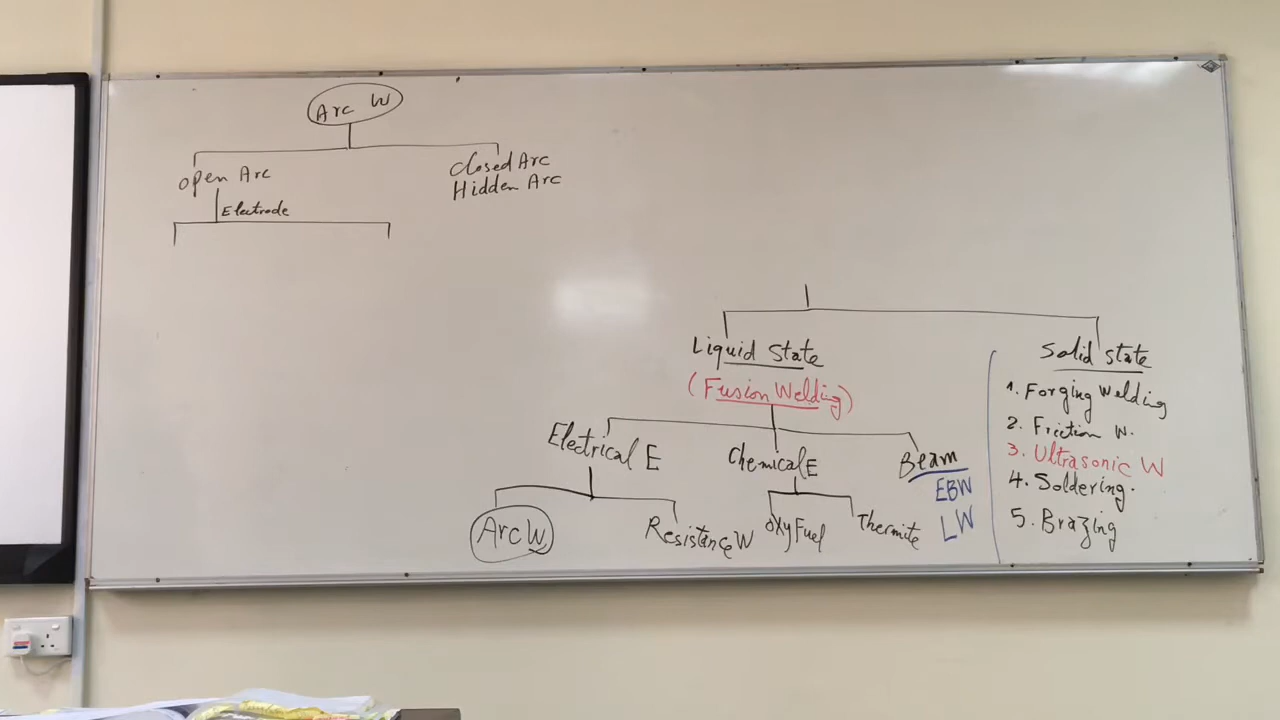 Arc W
open Arc
closed Arc
Hidden Arc
Electrode
Liquid State
(Fusion Welding)
Electrical E
Chemical E
Beam
EBW
LW
Arc W
Resistance W
oxyFuel
Thermite
Solid state
1. Forging Welding
2. Friction W.
3. Ultrasonic W
4. Soldering.
5. Brazing